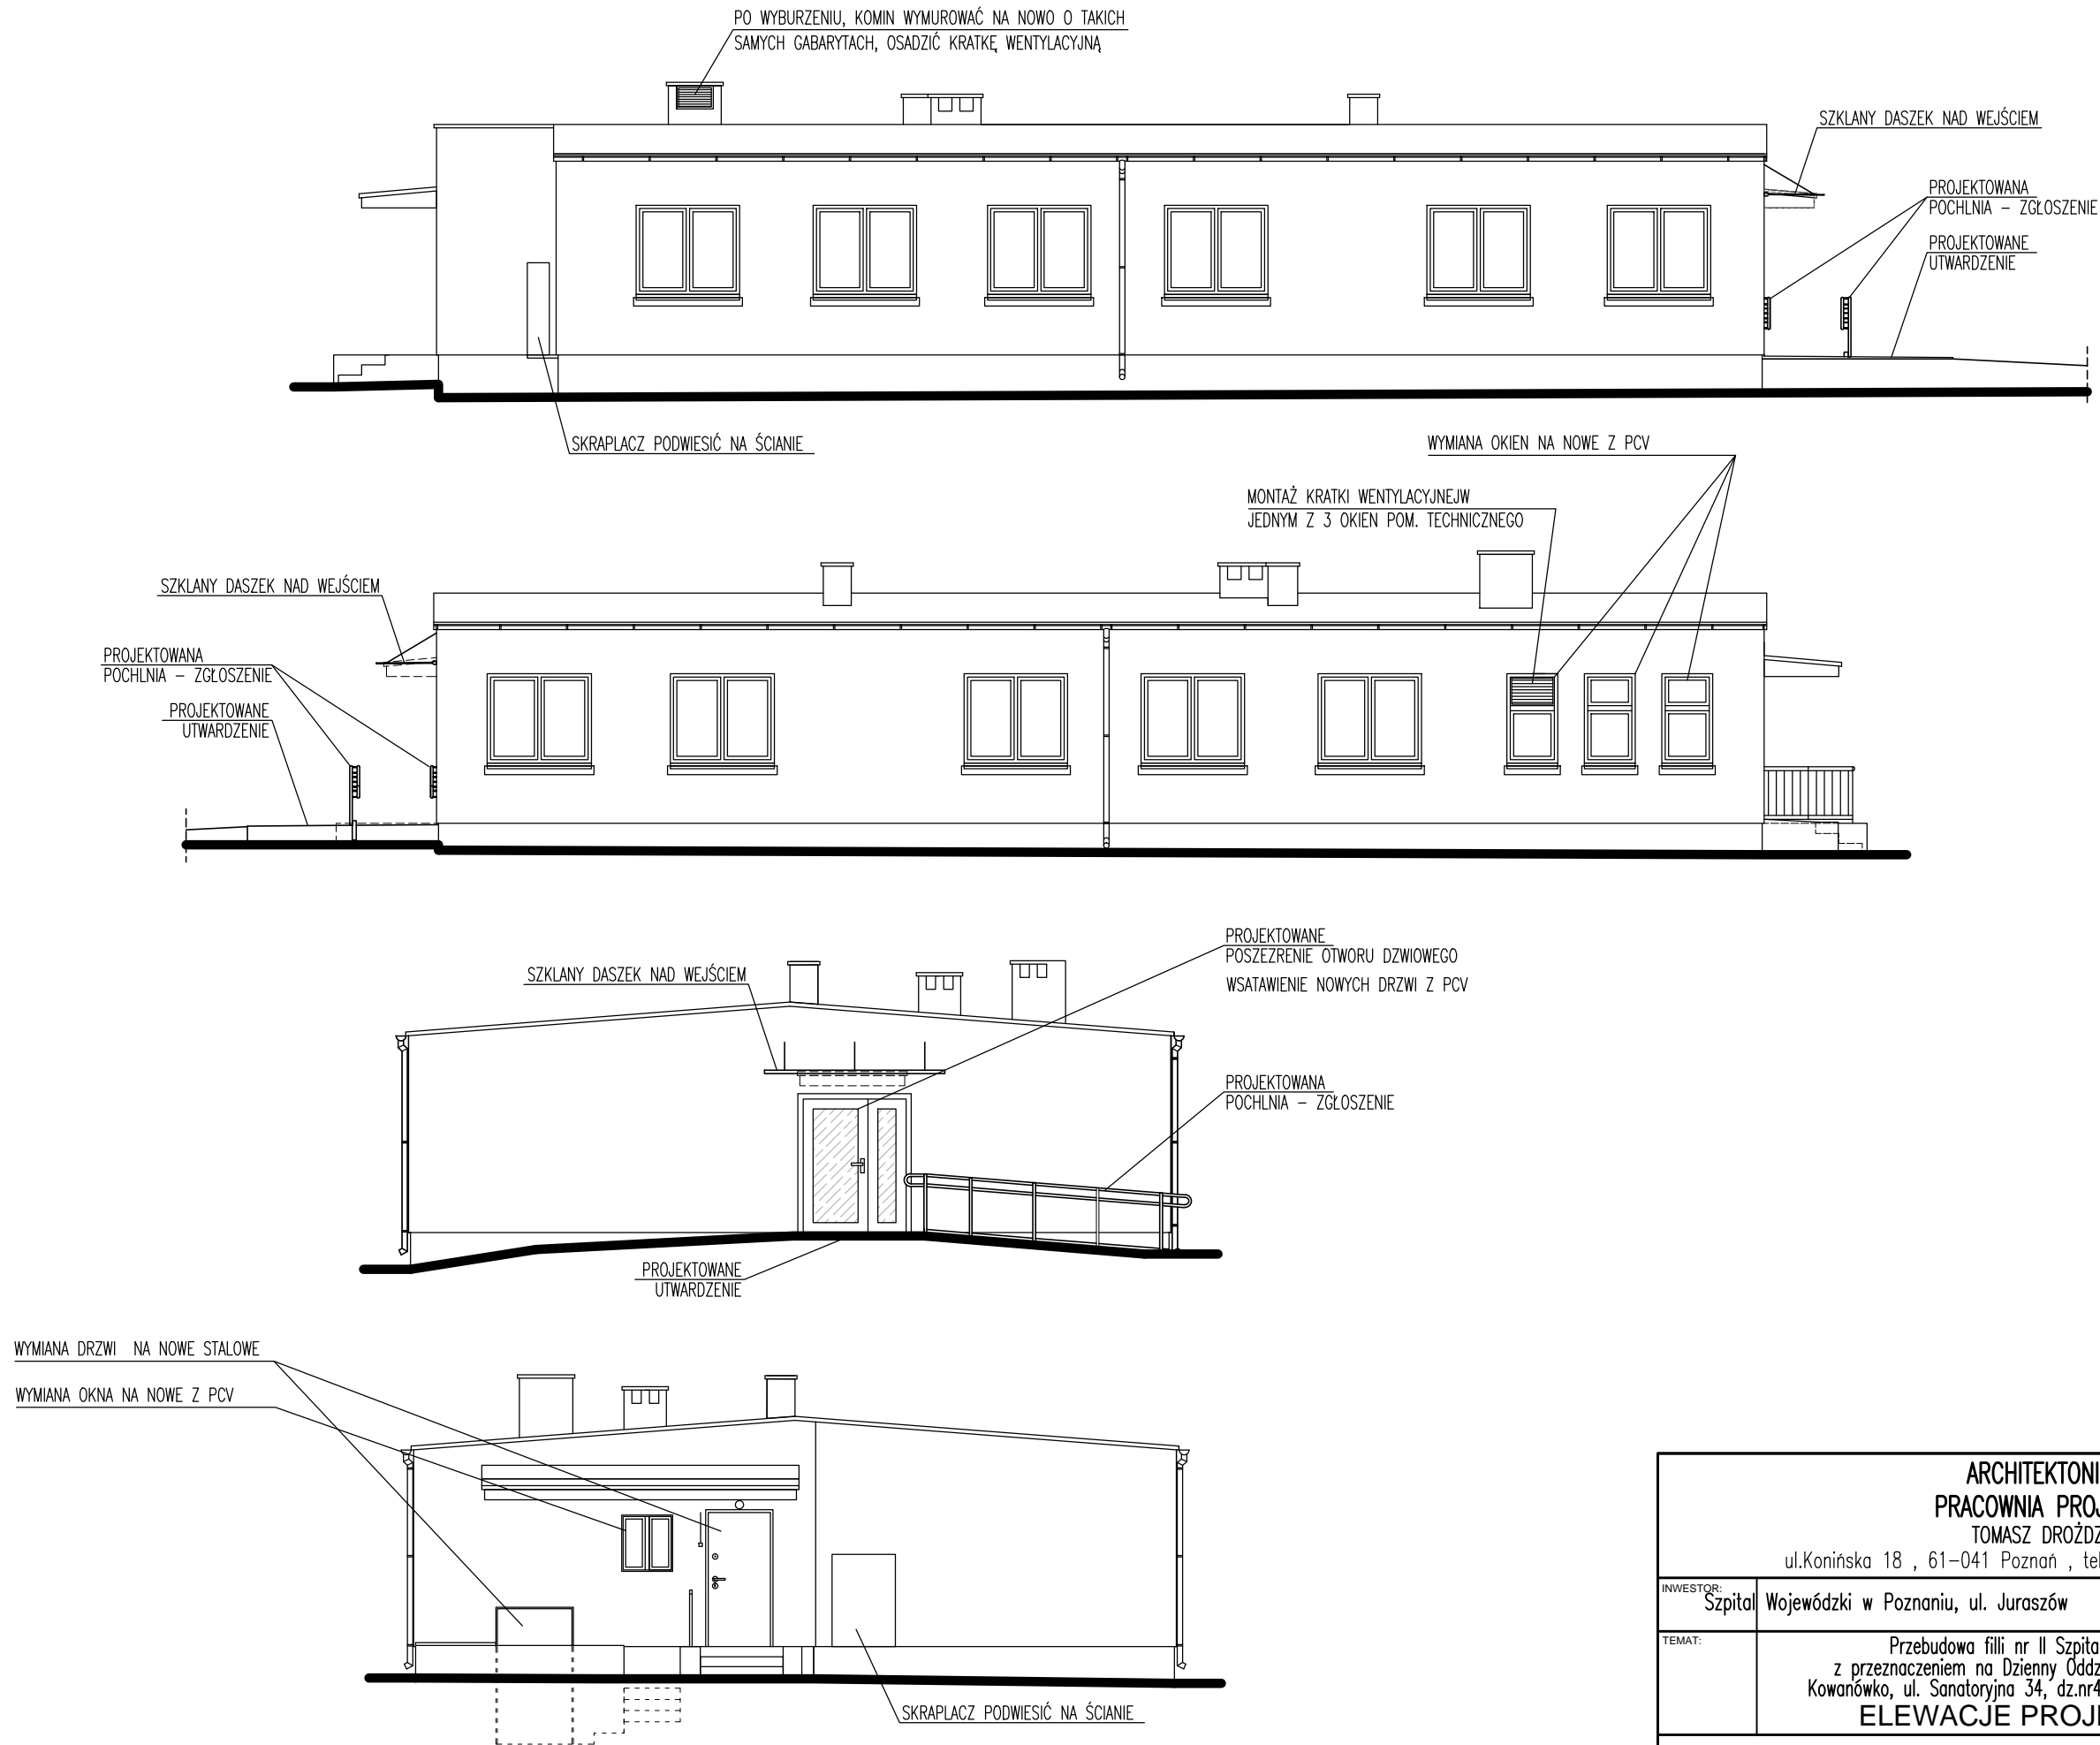 PO WYBURZENIU, KOMIN WYMUROWAĆ NA NOWO O TAKICH
SAMYCH GABARYTACH, OSADZIĆ KRATKĘ WENTYLACYJNĄ
SZKLANY DASZEK NAD WEJŚCIEM
PROJEKTOWANA
POCHLNIA – ZGŁOSZENIE
PROJEKTOWANE
UTWARDZENIE
SKRAPLACZ PODWIESIĆ NA ŚCIANIE
WYMIANA OKIEN NA NOWE Z PCV
MONTAŻ KRATKI WENTYLACYJNEJW
JEDNYM Z 3 OKIEN POM. TECHNICZNEGO
SZKLANY DASZEK NAD WEJŚCIEM
PROJEKTOWANA
POCHLNIA – ZGŁOSZENIE
PROJEKTOWANE
UTWARDZENIE
PROJEKTOWANE
POSZEZRENIE OTWORU DZWIOWEGO
WSATAWIENIE NOWYCH DRZWI Z PCV
SZKLANY DASZEK NAD WEJŚCIEM
PROJEKTOWANA
POCHLNIA – ZGŁOSZENIE
PROJEKTOWANE
UTWARDZENIE
WYMIANA DRZWI NA NOWE STALOWE
WYMIANA OKNA NA NOWE Z PCV
SKRAPLACZ PODWIESIĆ NA ŚCIANIE
ARCHITEKTONI
PRACOWNIA PROJ
TOMASZ DROŻDZ
ul.Konińska 18 , 61–041 Poznań , tel
INWESTOR:
Szpital Wojewódzki w Poznaniu, ul. Juraszów
TEMAT:
Przebudowa filli nr II Szpita
z przeznaczeniem na Dzienny Oddz
Kowanówko, ul. Sanatoryjna 34, dz.nr4
ELEWACJE PROJE